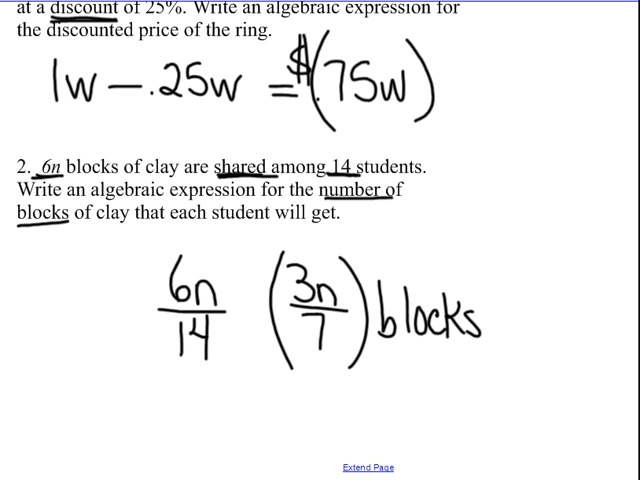 at a discount of 25%. Write an algebraic expression for
the discounted price of the ring.
1w - .25w = $(.75w)
2. 6n blocks of clay are shared among 14 students.
Write an algebraic expression for the number of
blocks of clay that each student will get.
6n/14 (3n/7) blocks
Extend Page